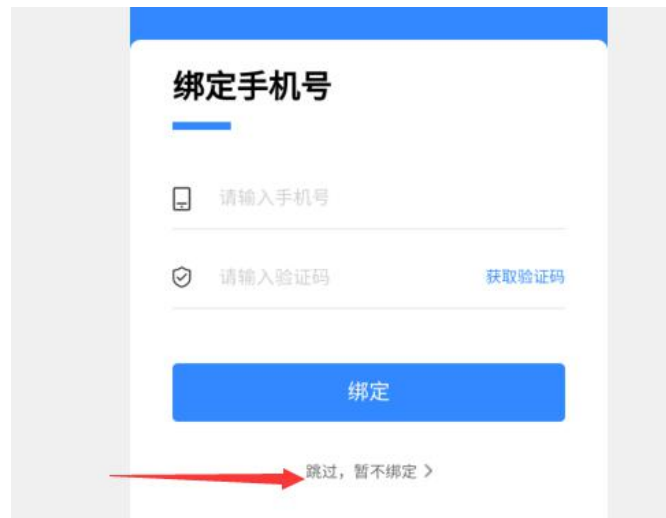 绑定手机号
请输入手机号
请输入验证码
获取验证码
绑定
跳过，暂不绑定